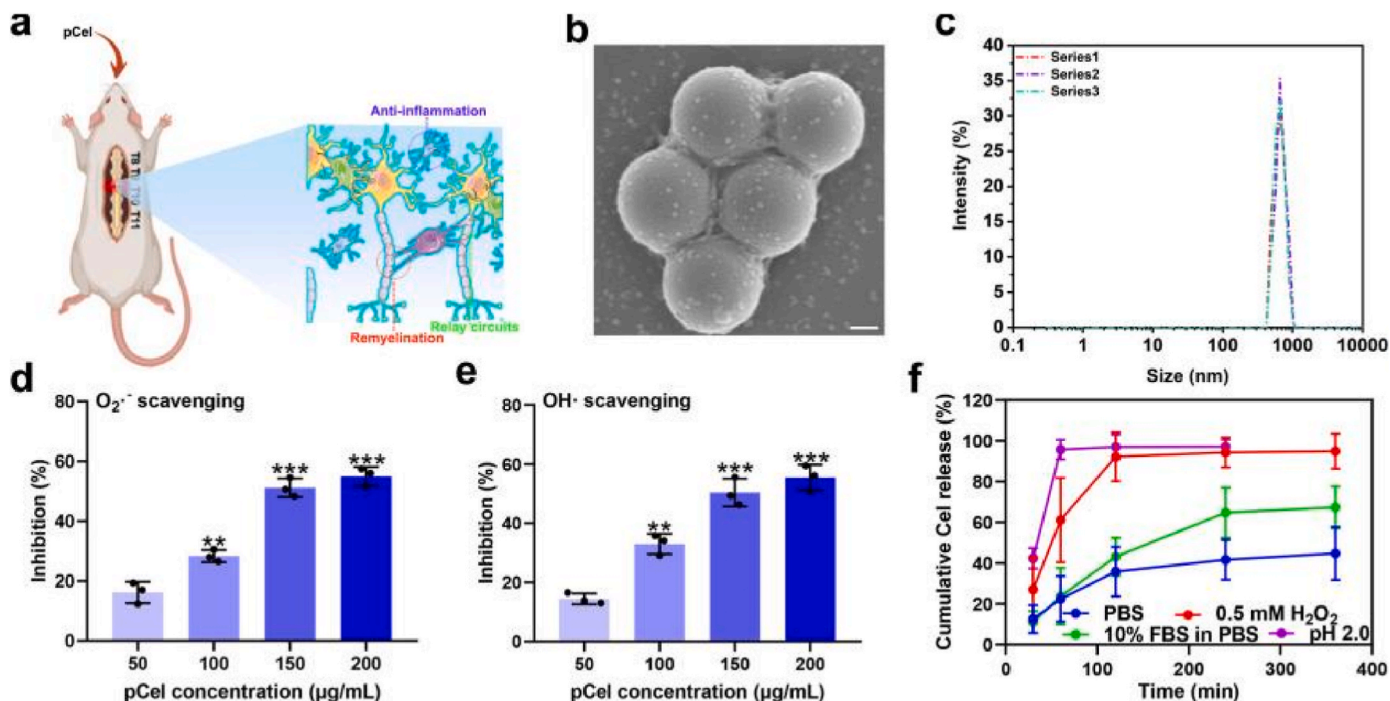 a
pCel
T8 T9 T10 T11
Anti-inflammation
Remyelination
Relay circuits
b
c
Series1
Series2
Series3
Intensity (%)
40
35
30
25
20
15
10
5
0
0.1 1 10 100 1000 10000
Size (nm)
d
O₂·⁻ scavenging
Inhibition (%)
80
60
40
20
0
** *** ***
50 100 150 200
pCel concentration (µg/mL)
e
OH· scavenging
Inhibition (%)
80
60
40
20
0
** *** ***
50 100 150 200
pCel concentration (µg/mL)
f
Cumulative Cel release (%)
120
100
80
60
40
20
0
PBS 0.5 mM H₂O₂
10% FBS in PBS pH 2.0
0 100 200 300 400
Time (min)